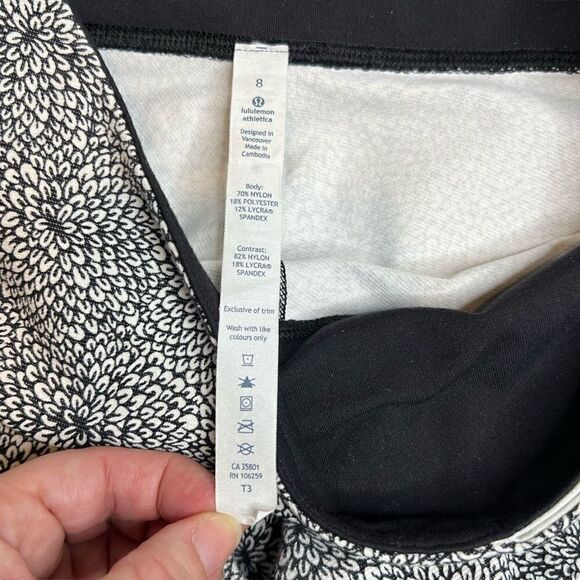 8
lululemon
athletica
Designed in
Vancouver
Made in
Cambodia
Body:
70% NYLON
18% POLYESTER
12% LYCRA®
SPANDEX
Contrast:
82% NYLON
18% LYCRA®
SPANDEX
Exclusive of trim
Wash with like
colours only
CA 35801
RN 106259
T3